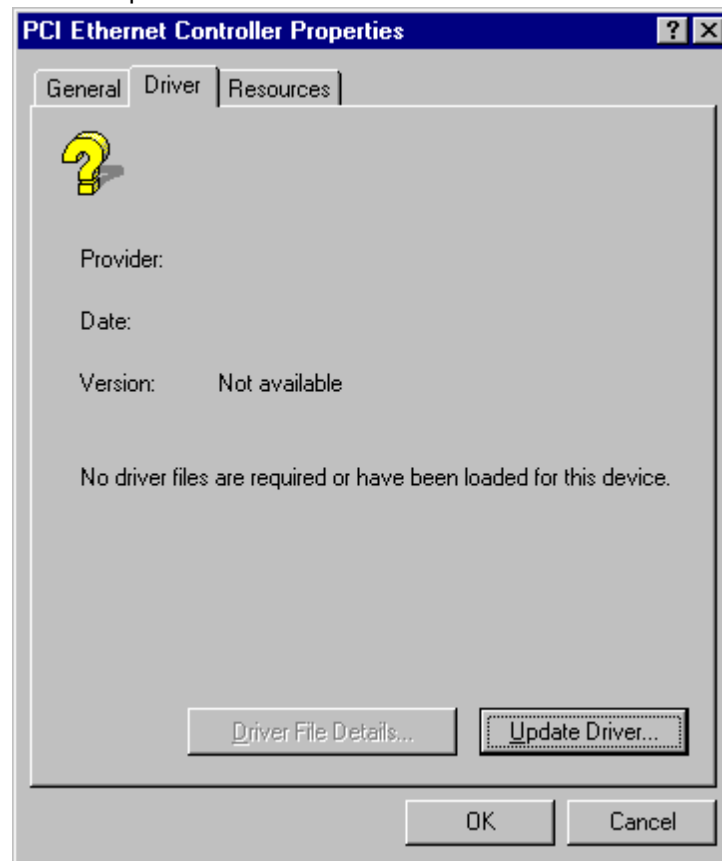 PCI Ethernet Controller Properties
General Driver Resources
Provider:
Date:
Version: Not available
No driver files are required or have been loaded for this device.
Driver File Details... Update Driver...
OK Cancel